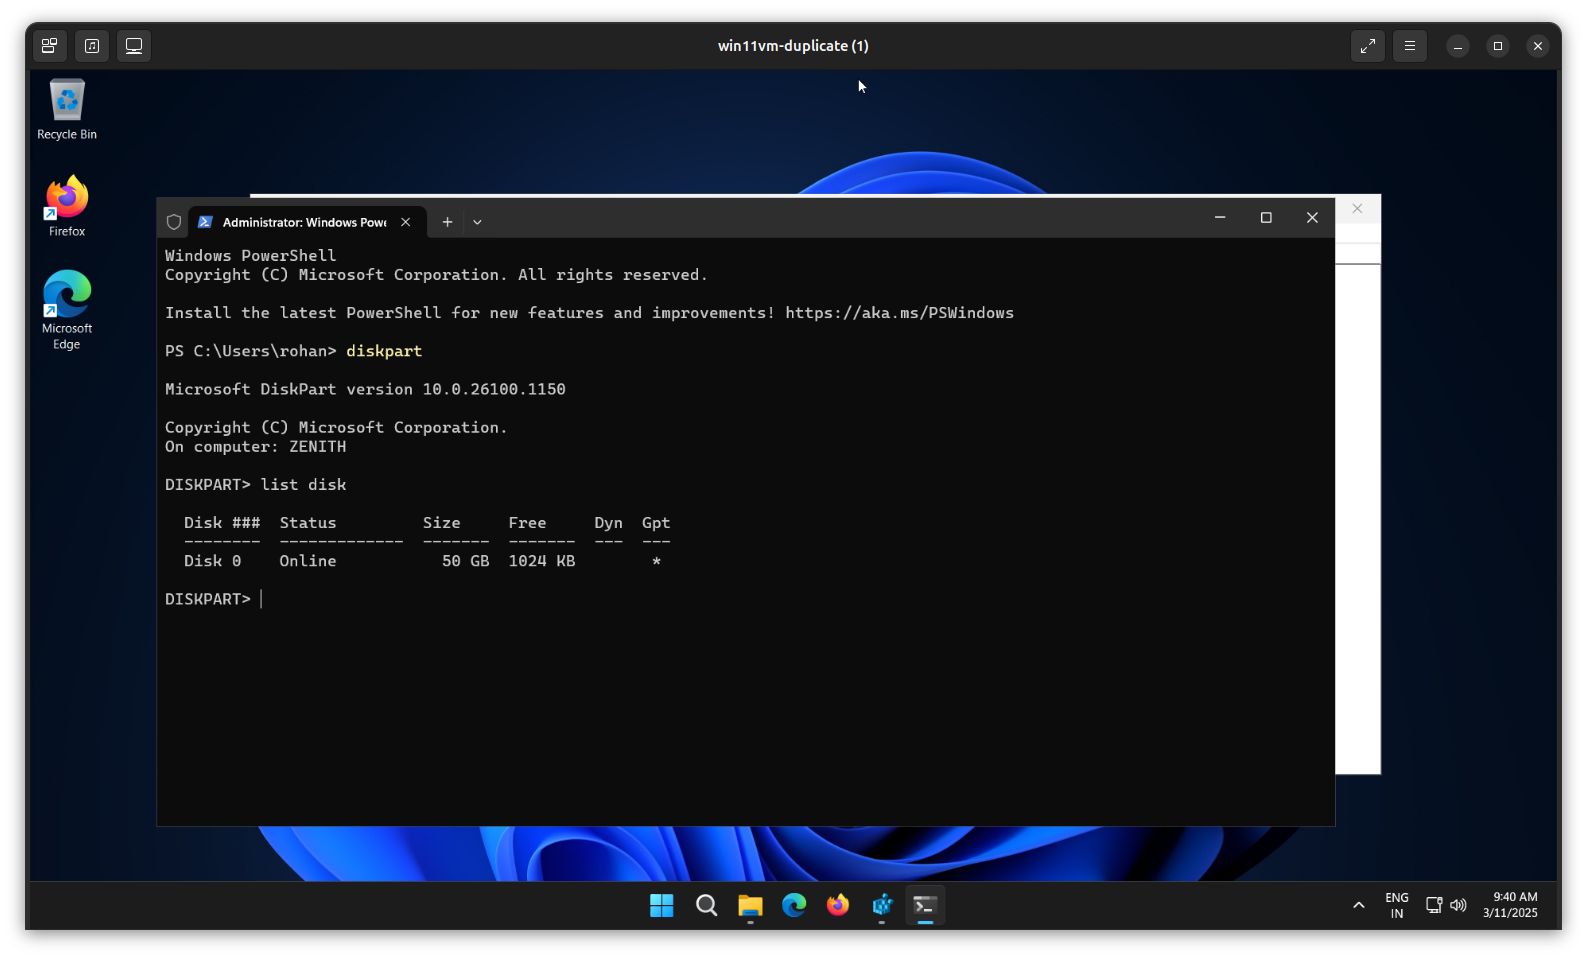 win11vm-duplicate (1)
Recycle Bin
Firefox
Microsoft
Edge
Administrator: Windows Powe
Windows PowerShell
Copyright (C) Microsoft Corporation. All rights reserved.
Install the latest PowerShell for new features and improvements! https://aka.ms/PSWindows
PS C:\Users\rohan> diskpart
Microsoft DiskPart version 10.0.26100.1150
Copyright (C) Microsoft Corporation.
On computer: ZENITH
DISKPART> list disk
  Disk ###  Status         Size     Free     Dyn  Gpt
  --------  -------------  -------  -------  ---  ---
  Disk 0    Online           50 GB  1024 KB        *
DISKPART>
ENG
IN
9:40 AM
3/11/2025